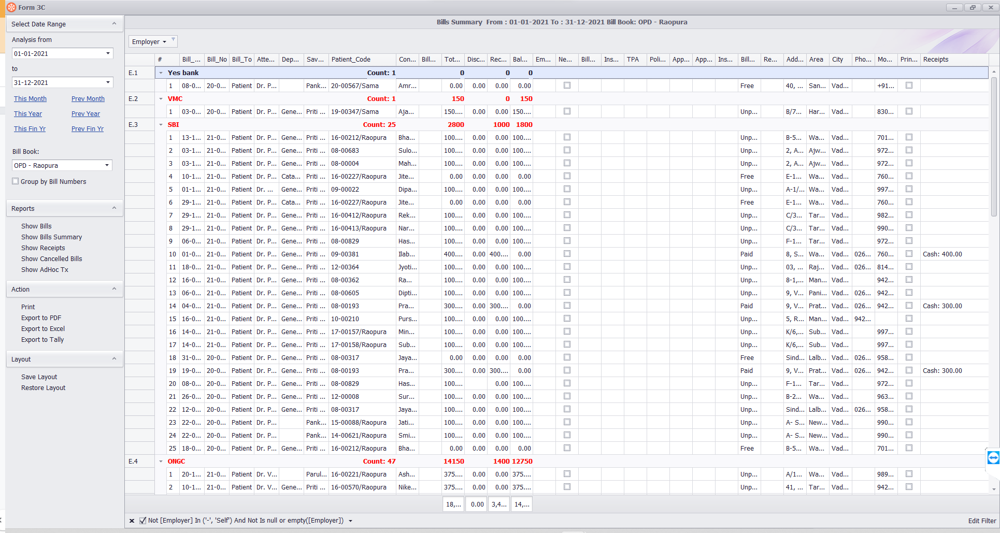 Form 3C
Select Date Range
Analysis from
01-01-2021
to
31-12-2021
This Month Prev Month
This Year Prev Year
This Fin Yr Prev Fin Yr
Bill Book:
OPD - Raopura
Group by Bill Numbers
Reports
Show Bills
Show Bills Summary
Show Receipts
Show Cancelled Bills
Show AdHoc Tx
Action
Print
Export to PDF
Export to Excel
Export to Tally
Layout
Save Layout
Restore Layout
Bills Summary From : 01-01-2021 To : 31-12-2021 Bill Book: OPD - Raopura
Employer
# Bill_... Bill_No Bill_To Atte... Dep... Sav... Patient_Code Con... Bill... Tot... Disc... Rec... Bal... Em... Ne... Bill... Ins... TPA Poli... App... App... Ins... Bill... Re... Add... Area City Pho... Mo... Prin... Receipts
E.1 Yes bank Count: 1 0 0 0
1 08-0... 20-0... Patient Dr. P... Pank... 20-00567/Sama Amr... 0.00 0.00 0.00 Free 40, ... San... Vad... +91...
E.2 VMC Count: 1 150 0 150
1 03-0... 20-0... Patient Dr. P... Gene... Priti ... 19-00347/Sama Aja... 150.... 0.00 0.00 150.... Unp... B/7... Har... Vad... 830...
E.3 SBI Count: 25 2800 1000 1800
1 13-1... 21-0... Patient Dr. P... Gene... Priti ... 16-00212/Raopura Bha... 100.... 0.00 0.00 100.... Unp... B-5... Wa... Vad... 701...
2 03-1... 21-0... Patient Dr. P... Gene... Priti ... 08-00683 Sulo... 100.... 0.00 0.00 100.... Unp... 2, A... Ajw... Vad... 972...
3 03-1... 21-0... Patient Dr. P... Gene... Priti ... 08-00004 Mah... 100.... 0.00 0.00 100.... Unp... 2, A... Ajw... Vad... 972...
4 10-1... 21-0... Patient Dr. P... Cata... Priti ... 16-00227/Raopura Jite... 0.00 0.00 0.00 0.00 Free E-1... Wa... Vad... 760...
5 01-1... 21-0... Patient Dr. ... Gene... Priti ... 09-00022 Dipa... 100.... 0.00 0.00 100.... Unp... A-1/... Wa... Vad... 997...
6 29-1... 21-0... Patient Dr. P... Cata... Priti ... 16-00227/Raopura Jite... 0.00 0.00 0.00 0.00 Free E-1... Wa... Vad... 760...
7 29-1... 21-0... Patient Dr. P... Gene... Priti ... 16-00412/Raopura Rek... 100.... 0.00 0.00 100.... Unp... C/3... Tar... Vad... 982...
8 29-1... 21-0... Patient Dr. P... Gene... Priti ... 16-00413/Raopura Nar... 100.... 0.00 0.00 100.... Unp... C/3... Tar... Vad... 990...
9 06-0... 21-0... Patient Dr. P... Gene... Priti ... 08-00829 Has... 100.... 0.00 0.00 100.... Unp... F-1... Tar... Vad... 972...
10 01-0... 21-0... Patient Dr. P... Gene... Priti ... 09-00381 Ilab... 400.... 0.00 400.... 0.00 Paid 8, S... Wa... Vad... 026... 760... Cash: 400.00
11 18-0... 21-0... Patient Dr. P... Gene... Priti ... 12-00364 Jyoti... 100.... 0.00 0.00 100.... Unp... 03, ... Raj... Vad... 026... 814...
12 16-0... 21-0... Patient Dr. P... Gene... Priti ... 08-00362 Ra... 100.... 0.00 0.00 100.... Unp... 8-1,... Man... Vad... 942...
13 06-0... 21-0... Patient Dr. P... Gene... Priti ... 08-00605 Dipti... 100.... 0.00 0.00 100.... Unp... 9, V... Pani... Vad... 026... 942...
14 04-0... 21-0... Patient Dr. P... Gene... Priti ... 08-00193 Pra... 300.... 0.00 300.... 0.00 Paid 9, V... Prat... Vad... 026... 942... Cash: 300.00
15 16-0... 21-0... Patient Dr. P... Gene... Priti ... 10-00210 Purs... 100.... 0.00 0.00 100.... Unp... 5, R... Man... Vad... 942...
16 14-0... 21-0... Patient Dr. P... Gene... Priti ... 17-00157/Raopura Min... 100.... 0.00 0.00 100.... Unp... K/6,... Sub... Vad... 997...
17 14-0... 21-0... Patient Dr. P... Gene... Priti ... 17-00158/Raopura Sub... 100.... 0.00 0.00 100.... Unp... K/6,... Sub... Vad... 997...
18 31-0... 20-0... Patient Dr. P... Gene... Priti ... 08-00317 Jaya... 0.00 0.00 0.00 0.00 Free Sind... Lalb... Vad... 026... 958...
19 19-0... 20-0... Patient Dr. P... Gene... Priti ... 08-00193 Pra... 300.... 0.00 300.... 0.00 Paid 9, V... Prat... Vad... 026... 942... Cash: 300.00
20 08-0... 20-0... Patient Dr. P... Gene... Priti ... 08-00829 Has... 100.... 0.00 100.... Unp... F-1... Tar... Vad... 972...
21 26-0... 20-0... Patient Dr. P... Gene... Priti ... 12-00008 Sur... 100.... 0.00 0.00 100.... Unp... B-2... Wa... Vad... 963...
22 12-0... 20-0... Patient Dr. P... Gene... Priti ... 08-00317 Jaya... 100.... 0.00 0.00 100.... Unp... Sind... Lalb... Vad... 026... 958...
23 22-0... 20-0... Patient Dr. P... Pank... 15-00088/Raopura Jati... 100.... 0.00 0.00 100.... Unp... A- S... New... Vad... 990...
24 22-0... 20-0... Patient Dr. P... Pank... 14-00621/Raopura Smi... 100.... 0.00 0.00 100.... Unp... A- S... New... Vad... 990...
25 18-0... 20-0... Patient Dr. P... Gene... Priti ... 16-00212/Raopura Bha... 0.00 0.00 0.00 0.00 Free B-5... Wa... Vad... 701...
E.4 ONGC Count: 47 14150 1400 12750
1 20-1... 21-0... Patient Dr. V... Parul... 16-00221/Raopura Ash... 375.... 0.00 0.00 375.... Unp... A/1... Wa... Vad... 989...
2 10-1... 21-0... Patient Dr. V... Gene... Priti ... 16-00570/Raopura Nike... 375.... 0.00 0.00 375.... Unp... 41, ... Tar... Vad... 942...
18,... 0.00 3,4... 14,...
Not [Employer] In ('-', 'Self') And Not Is null or empty([Employer]) Edit Filter